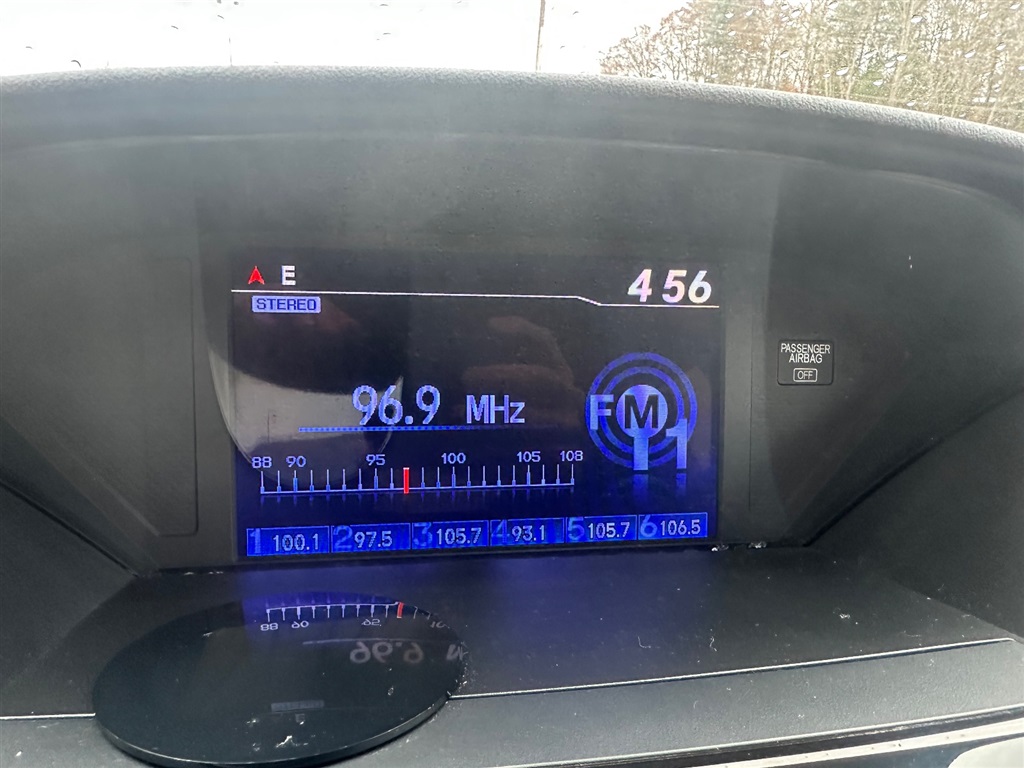 E
4 56
STEREO
PASSENGER
AIRBAG
OFF
96.9 MHz
FM
1
88 90 95 100 105 108
1 100.1 2 97.5 3 105.7 4 93.1 5 105.7 6 106.5